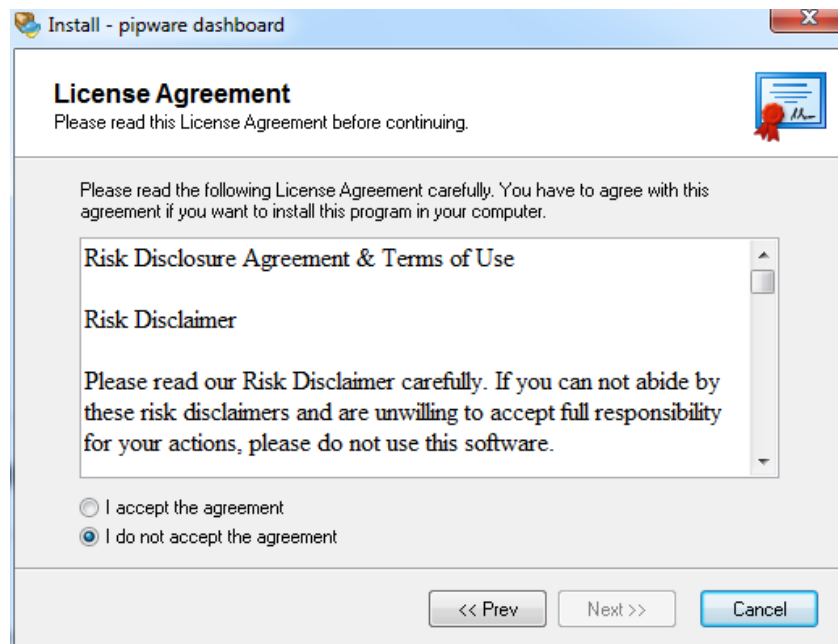 Install - pipware dashboard
License Agreement
Please read this License Agreement before continuing.
Please read the following License Agreement carefully. You have to agree with this
agreement if you want to install this program in your computer.
Risk Disclosure Agreement & Terms of Use
Risk Disclaimer
Please read our Risk Disclaimer carefully. If you can not abide by
these risk disclaimers and are unwilling to accept full responsibility
for your actions, please do not use this software.
I accept the agreement
I do not accept the agreement
<< Prev
Next >>
Cancel